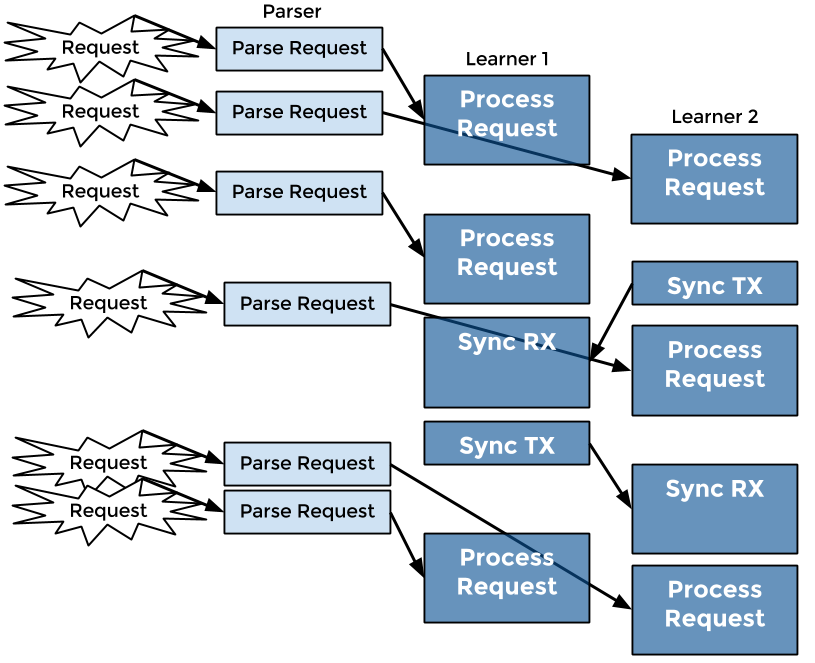 Parser
Request
Parse Request
Learner 1
Process
Request
Request
Parse Request
Learner 2
Process
Request
Request
Parse Request
Process
Request
Sync TX
Request
Parse Request
Sync RX
Process
Request
Sync TX
Request
Parse Request
Sync RX
Request
Parse Request
Process
Request
Process
Request